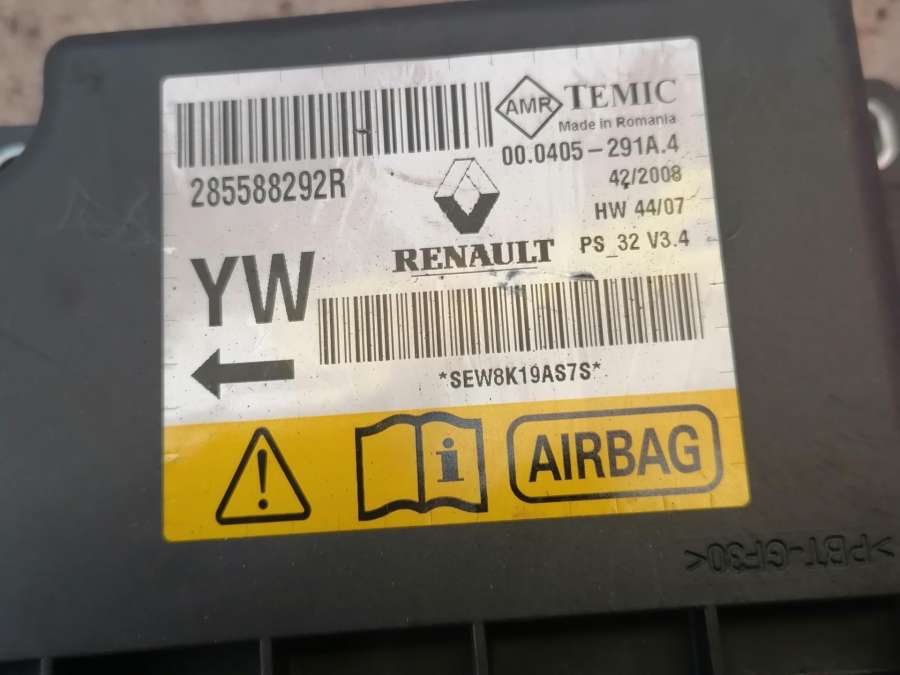 AMR TEMIC
Made in Romania
285588292R
00.0405-291A.4
42/2008
HW 44/07
RENAULT
PS_32 V3.4
YW
*SEW8K19AS7S*
i
AIRBAG
>PBT-GF30<